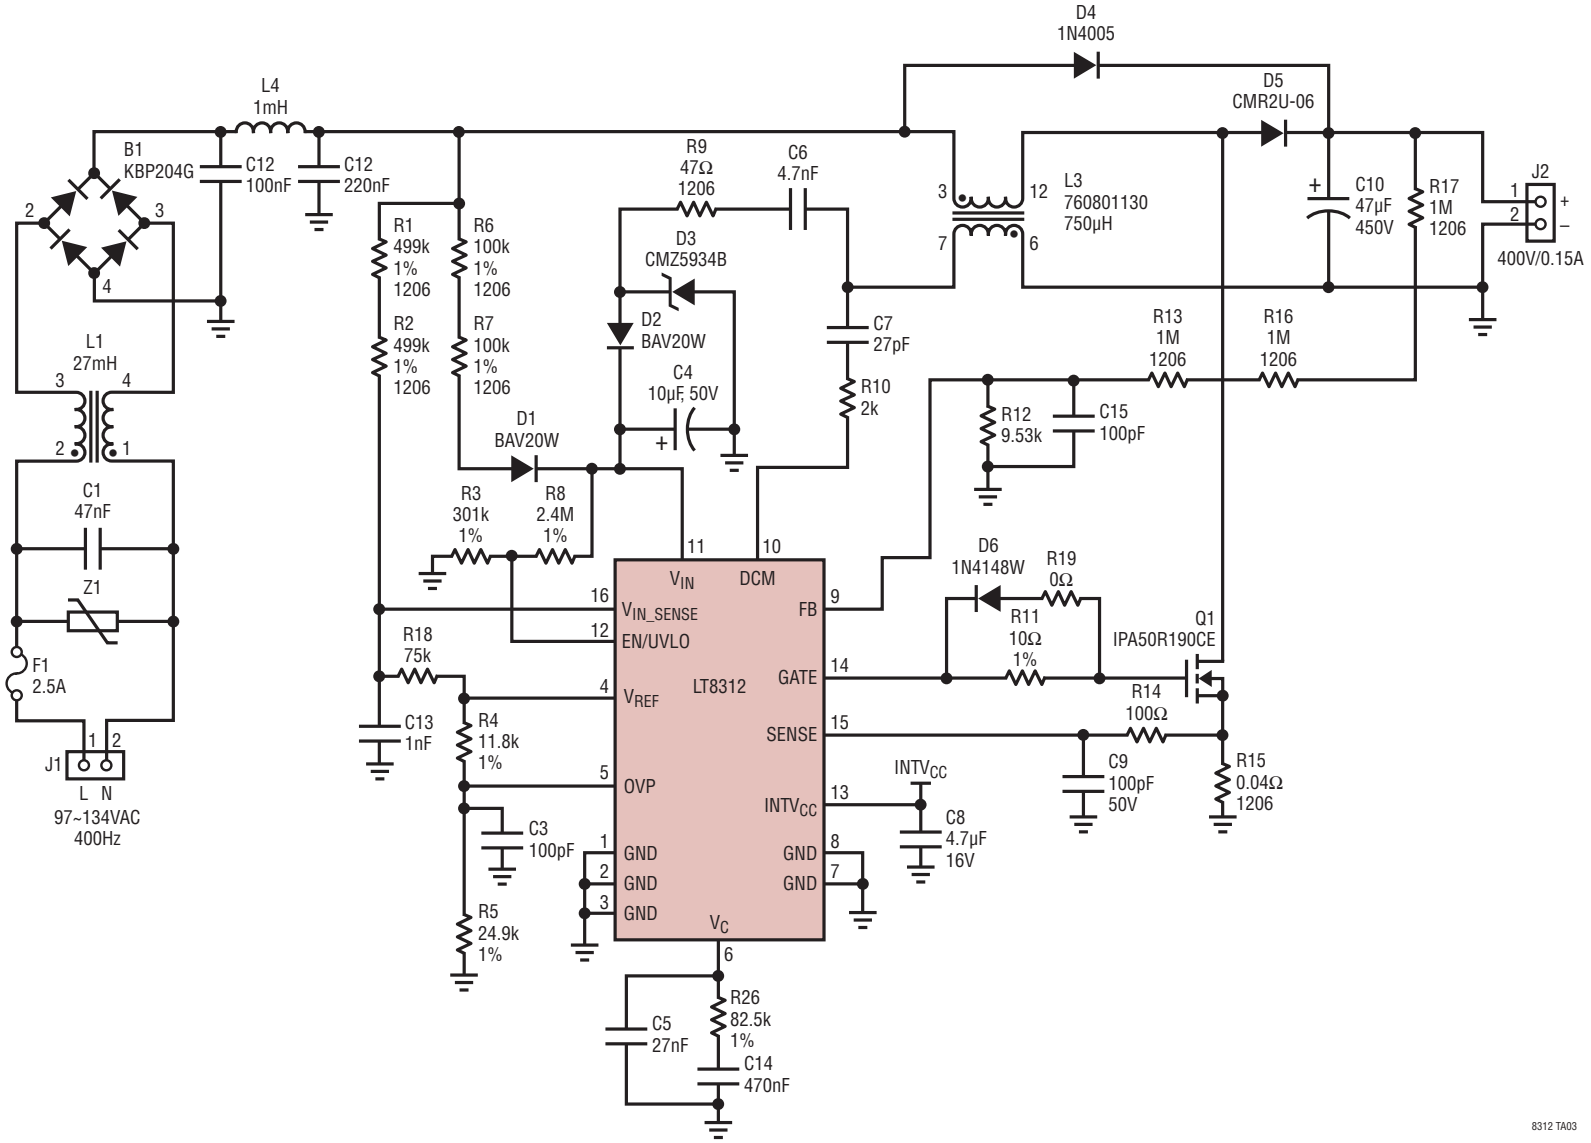 D4
1N4005
D5
CMR2U-06
L4
1mH
B1
KBP204G
C12
100nF
C12
220nF
R9
47Ω
1206
C6
4.7nF
3
12
7
6
L3
760801130
750µH
+
C10
47µF
450V
R17
1M
1206
J2
1
2
+
–
400V/0.15A
2
3
4
R1
499k
1%
1206
R6
100k
1%
1206
D3
CMZ5934B
R2
499k
1%
1206
R7
100k
1%
1206
D2
BAV20W
C7
27pF
R13
1M
1206
R16
1M
1206
L1
27mH
3
4
2
1
C4
10µF, 50V
+
R10
2k
R12
9.53k
C15
100pF
D1
BAV20W
C1
47nF
R3
301k
1%
R8
2.4M
1%
11
10
VIN
DCM
D6
1N4148W
R19
0Ω
Z1
16
VIN_SENSE
FB
9
12
EN/UVLO
R11
10Ω
1%
Q1
IPA50R190CE
F1
2.5A
R18
75k
4
VREF
LT8312
GATE
14
R14
100Ω
C13
1nF
R4
11.8k
1%
SENSE
15
1
2
J1
L
N
97~134VAC
400Hz
5
OVP
INTVCC
C9
100pF
50V
R15
0.04Ω
1206
INTVCC
13
C8
4.7µF
16V
C3
100pF
1
GND
GND
8
2
GND
GND
7
3
GND
R5
24.9k
1%
VC
6
R26
82.5k
1%
C5
27nF
C14
470nF
8312 TA03